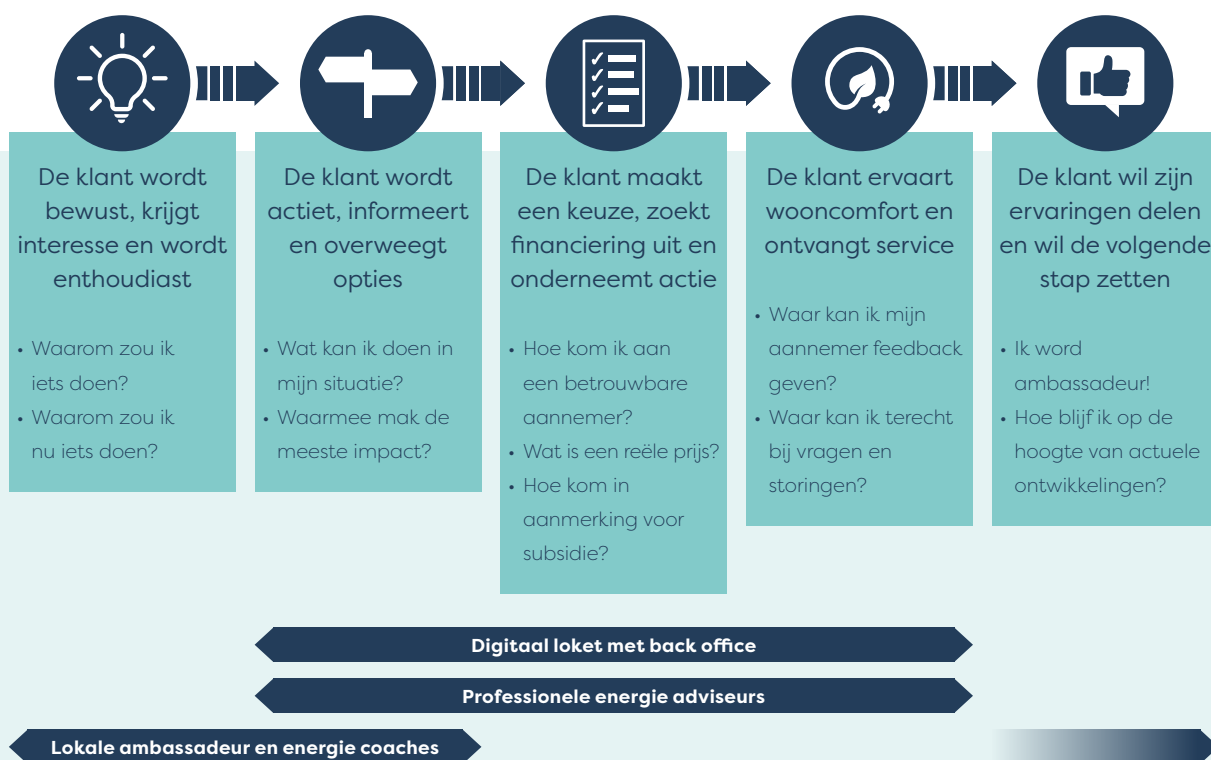 De klant wordt
bewust, krijgt
interesse en wordt
enthoudiast
• Waarom zou ik
iets doen?
• Waarom zou ik
nu iets doen?
De klant wordt
actiet, informeert
en overweegt
opties
• Wat kan ik doen in
mijn situatie?
• Waarmee mak de
meeste impact?
De klant maakt
een keuze, zoekt
financiering uit en
onderneemt actie
• Hoe kom ik aan
een betrouwbare
aannemer?
• Wat is een reële prijs?
• Hoe kom in
aanmerking voor
subsidie?
De klant ervaart
wooncomfort en
ontvangt service
• Waar kan ik mijn
aannemer feedback
geven?
• Waar kan ik terecht
bij vragen en
storingen?
De klant wil zijn
ervaringen delen
en wil de volgende
stap zetten
• Ik word
ambassadeur!
• Hoe blijf ik op de
hoogte van actuele
ontwikkelingen?
Digitaal loket met back office
Professionele energie adviseurs
Lokale ambassadeur en energie coaches